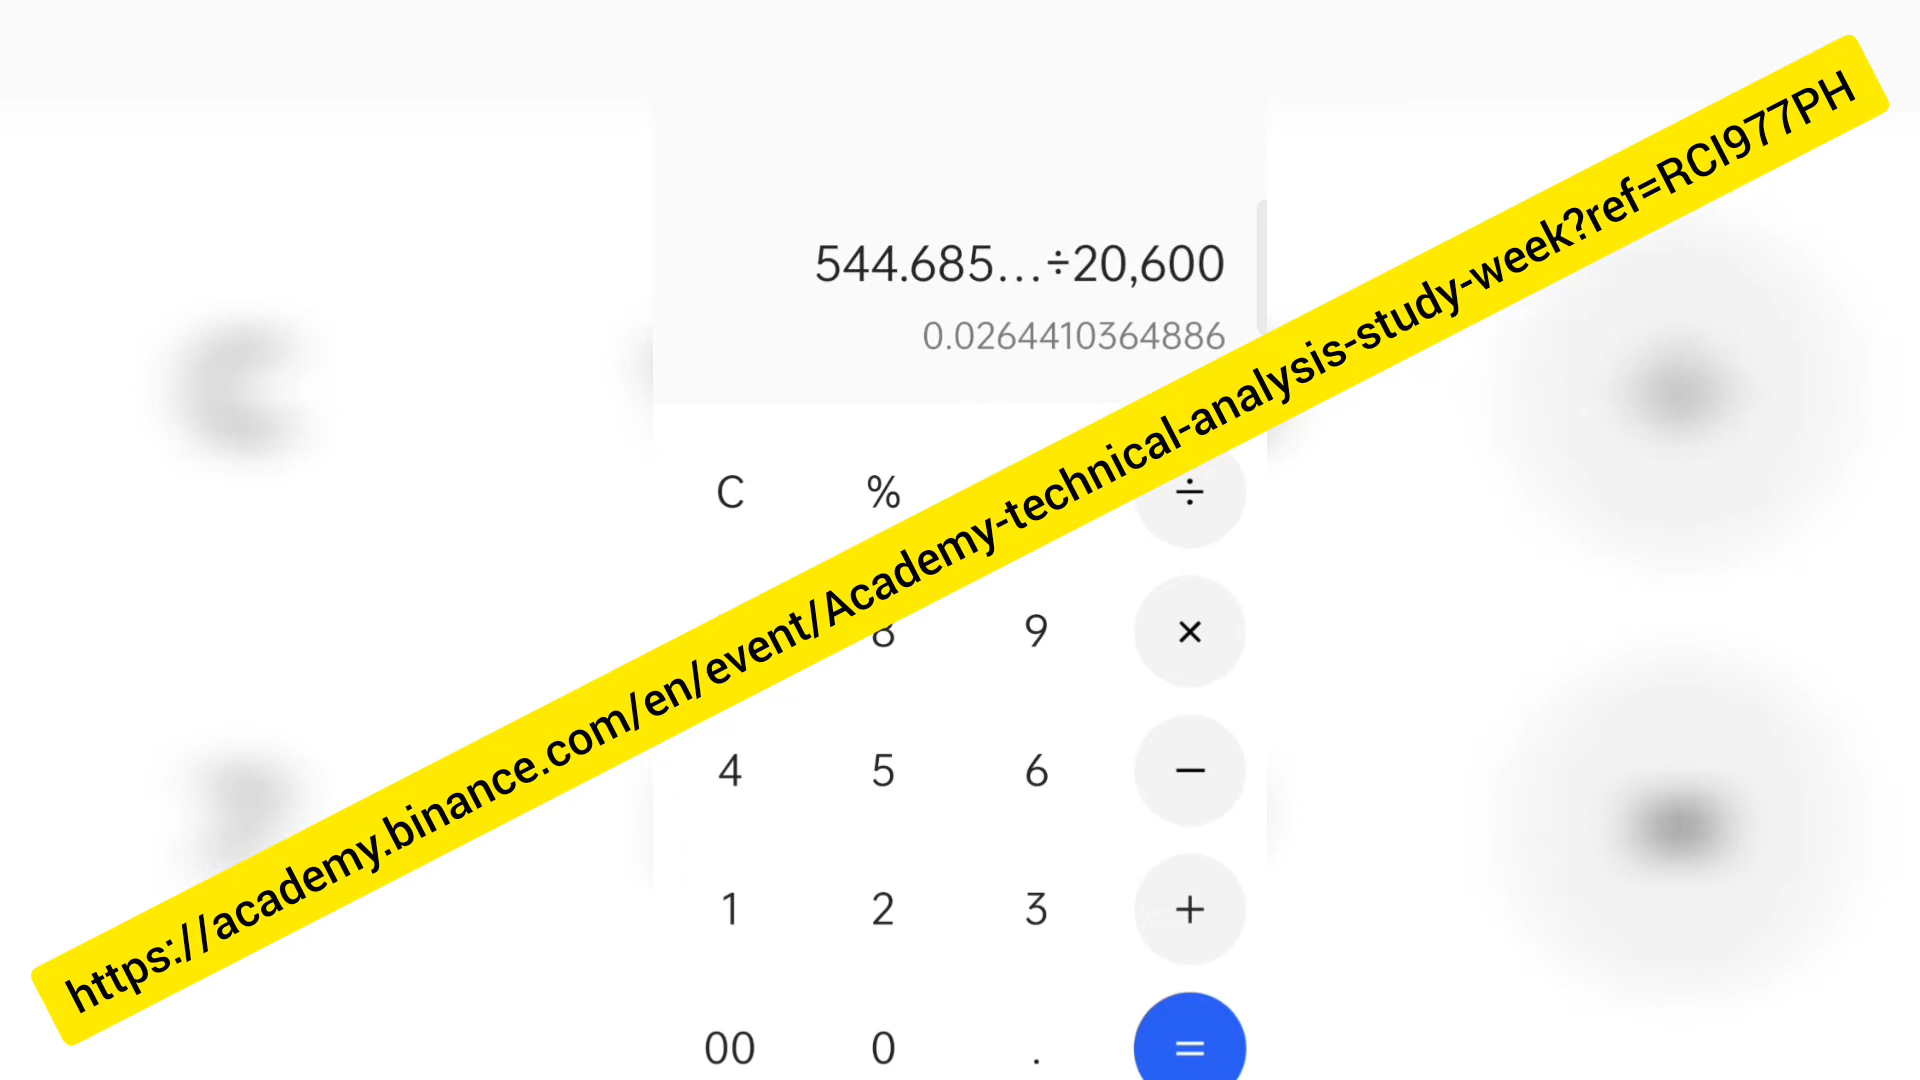 544.685...÷20,600
0.0264410364886
C % ÷
8 9 ×
4 5 6 −
1 2 3 +
00 0 . =
https://academy.binance.com/en/event/Academy-technical-analysis-study-week?ref=RCI977PH